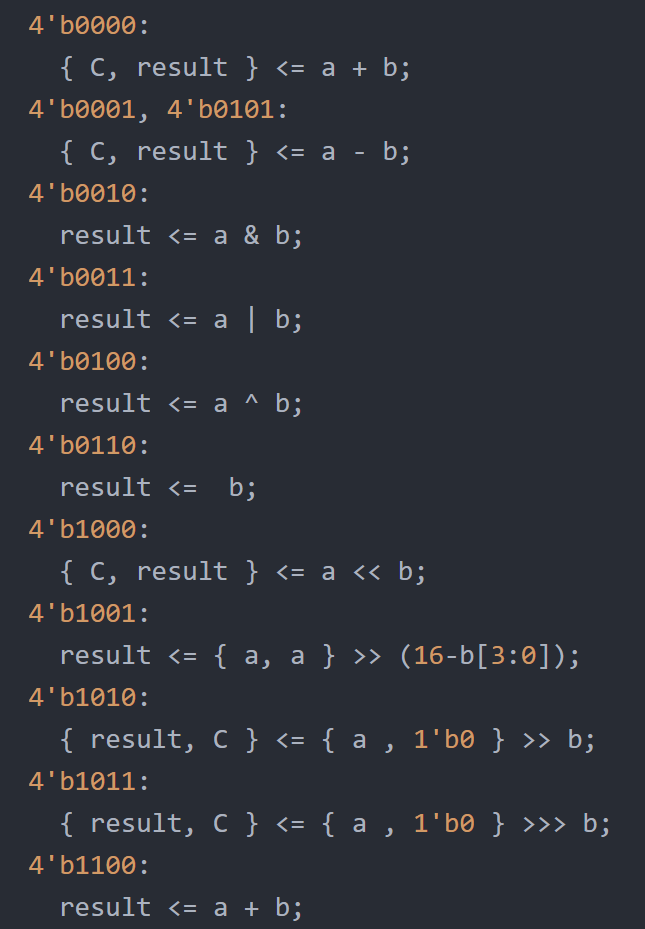 4'b0000:
{ C, result } <= a + b;
4'b0001, 4'b0101:
{ C, result } <= a - b;
4'b0010:
result <= a & b;
4'b0011:
result <= a | b;
4'b0100:
result <= a ^ b;
4'b0110:
result <=  b;
4'b1000:
{ C, result } <= a << b;
4'b1001:
result <= { a, a } >> (16-b[3:0]);
4'b1010:
{ result, C } <= { a , 1'b0 } >> b;
4'b1011:
{ result, C } <= { a , 1'b0 } >>> b;
4'b1100:
result <= a + b;